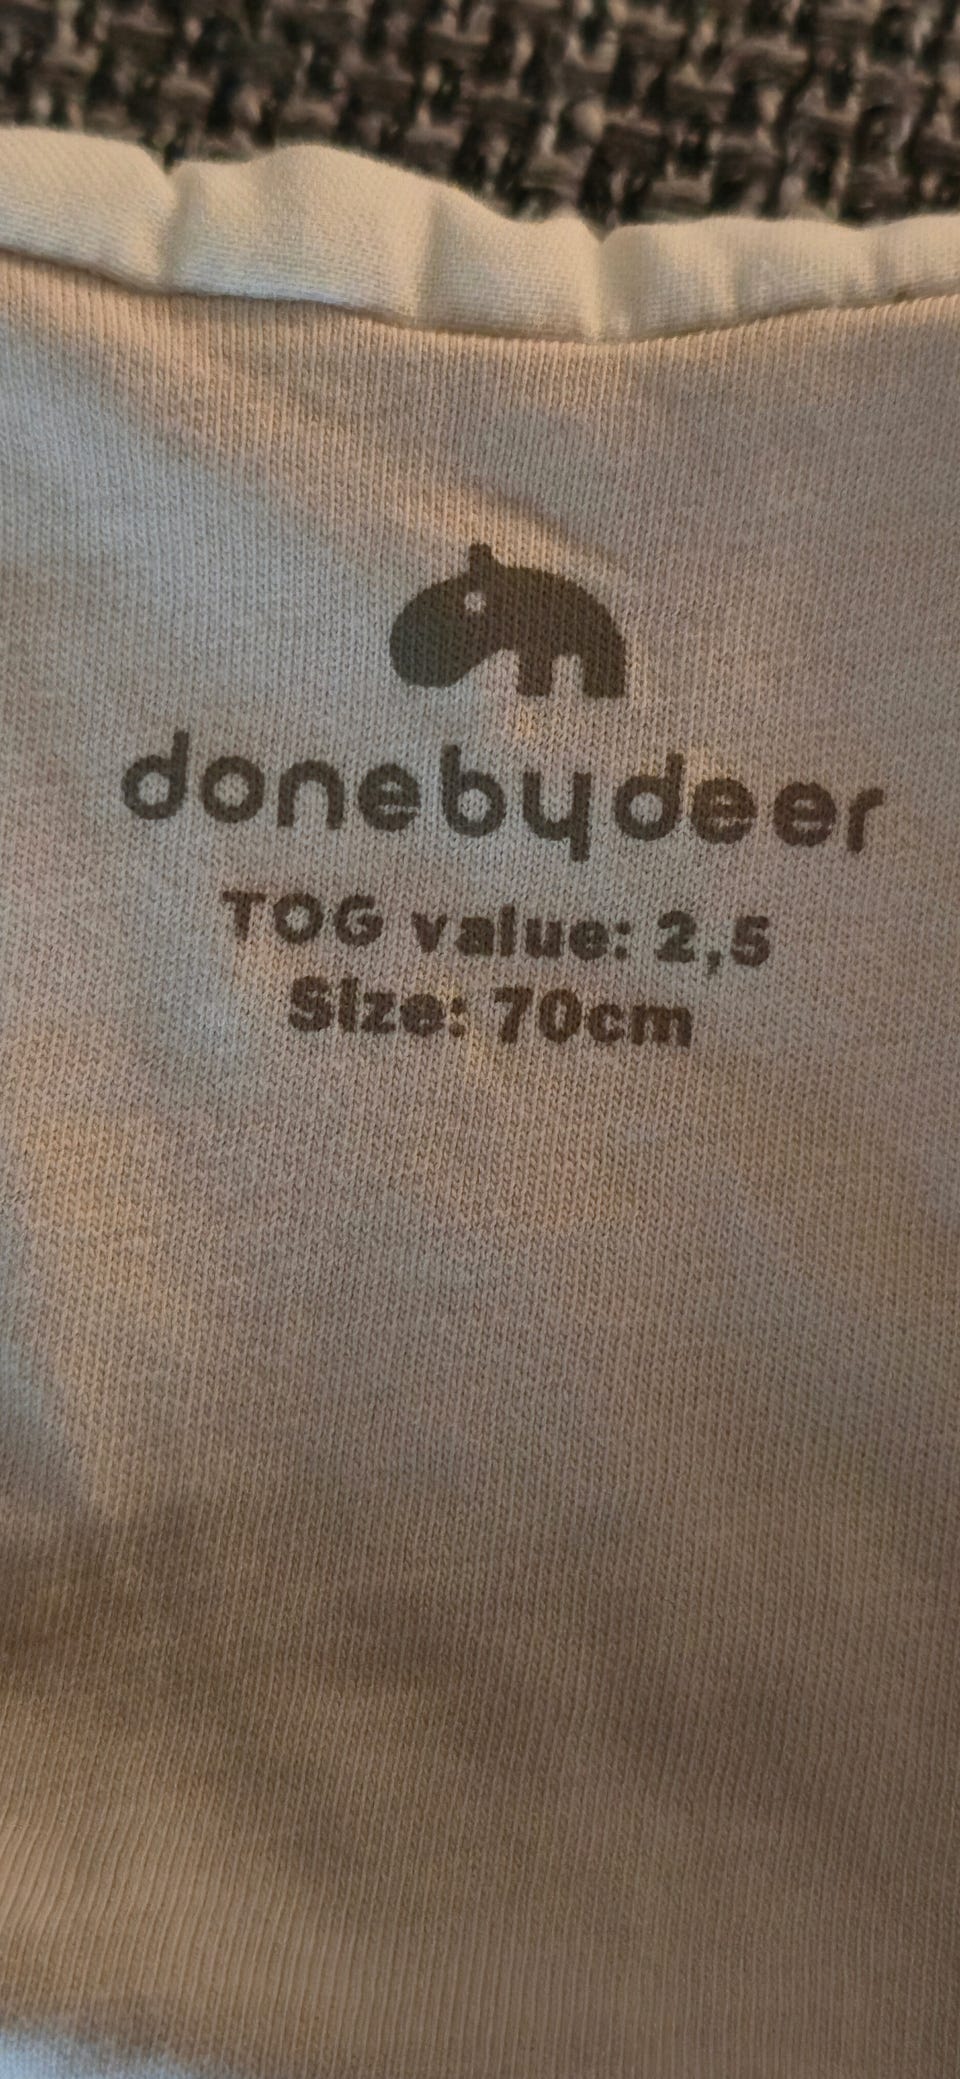 donebydeer
TOG value: 2,5
Size: 70cm